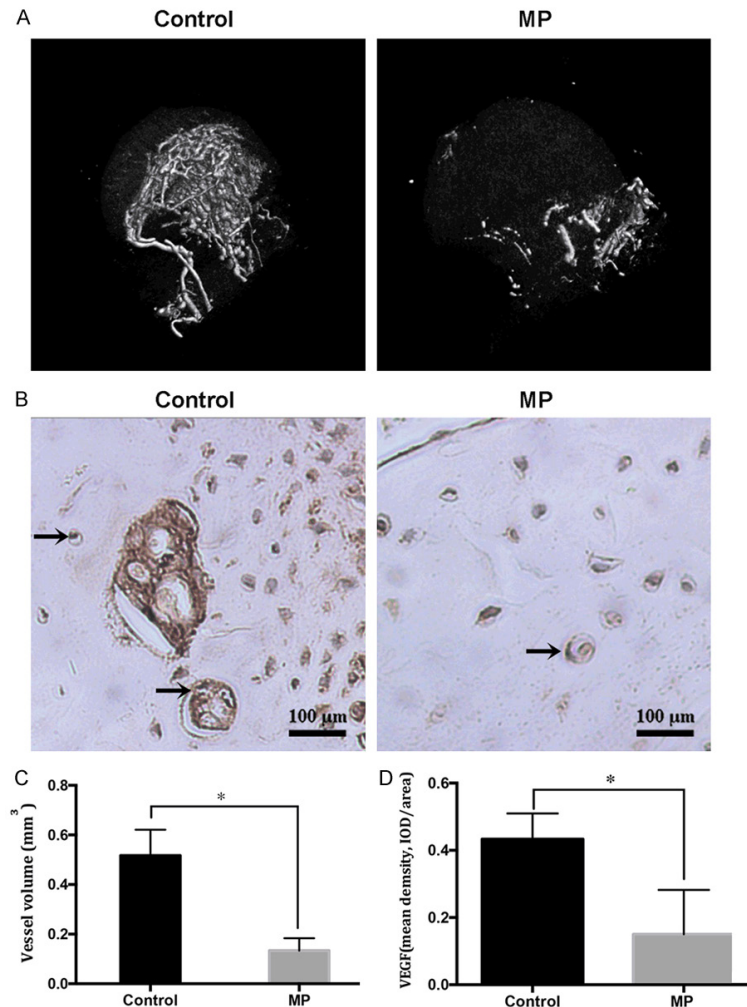 A
Control MP
B
Control MP
100 μm 100 μm
C
Vessel volume (mm³)
0.8
0.6
0.4
0.2
0.0
*
Control MP
D
VEGF(mean demsity, IOD/area)
0.6
0.4
0.2
0.0
*
Control MP